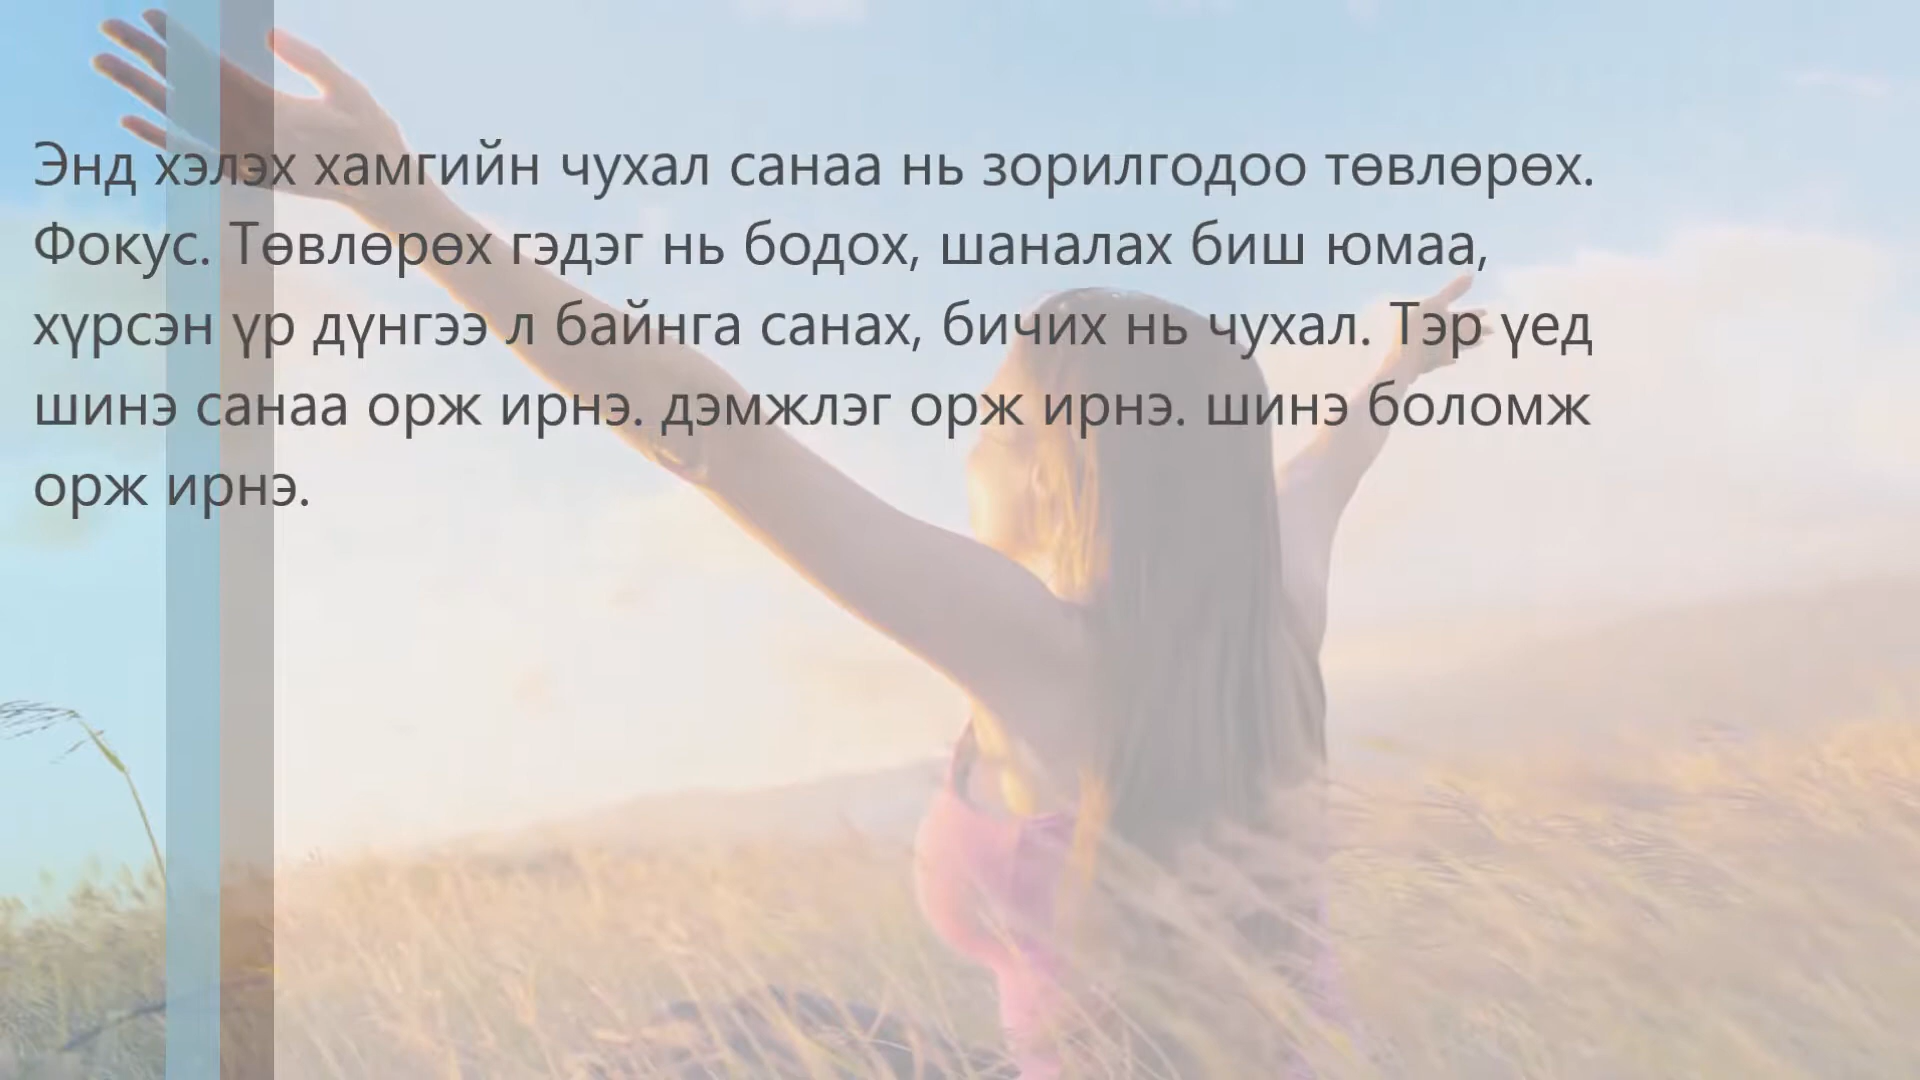 Энд хэлэх хамгийн чухал санаа нь зорилгодоо төвлөрөх.
Фокус. Төвлөрөх гэдэг нь бодох, шаналах биш юмаа,
хүрсэн үр дүнгээ л байнга санах, бичих нь чухал. Тэр үед
шинэ санаа орж ирнэ. дэмжлэг орж ирнэ. шинэ боломж
орж ирнэ.